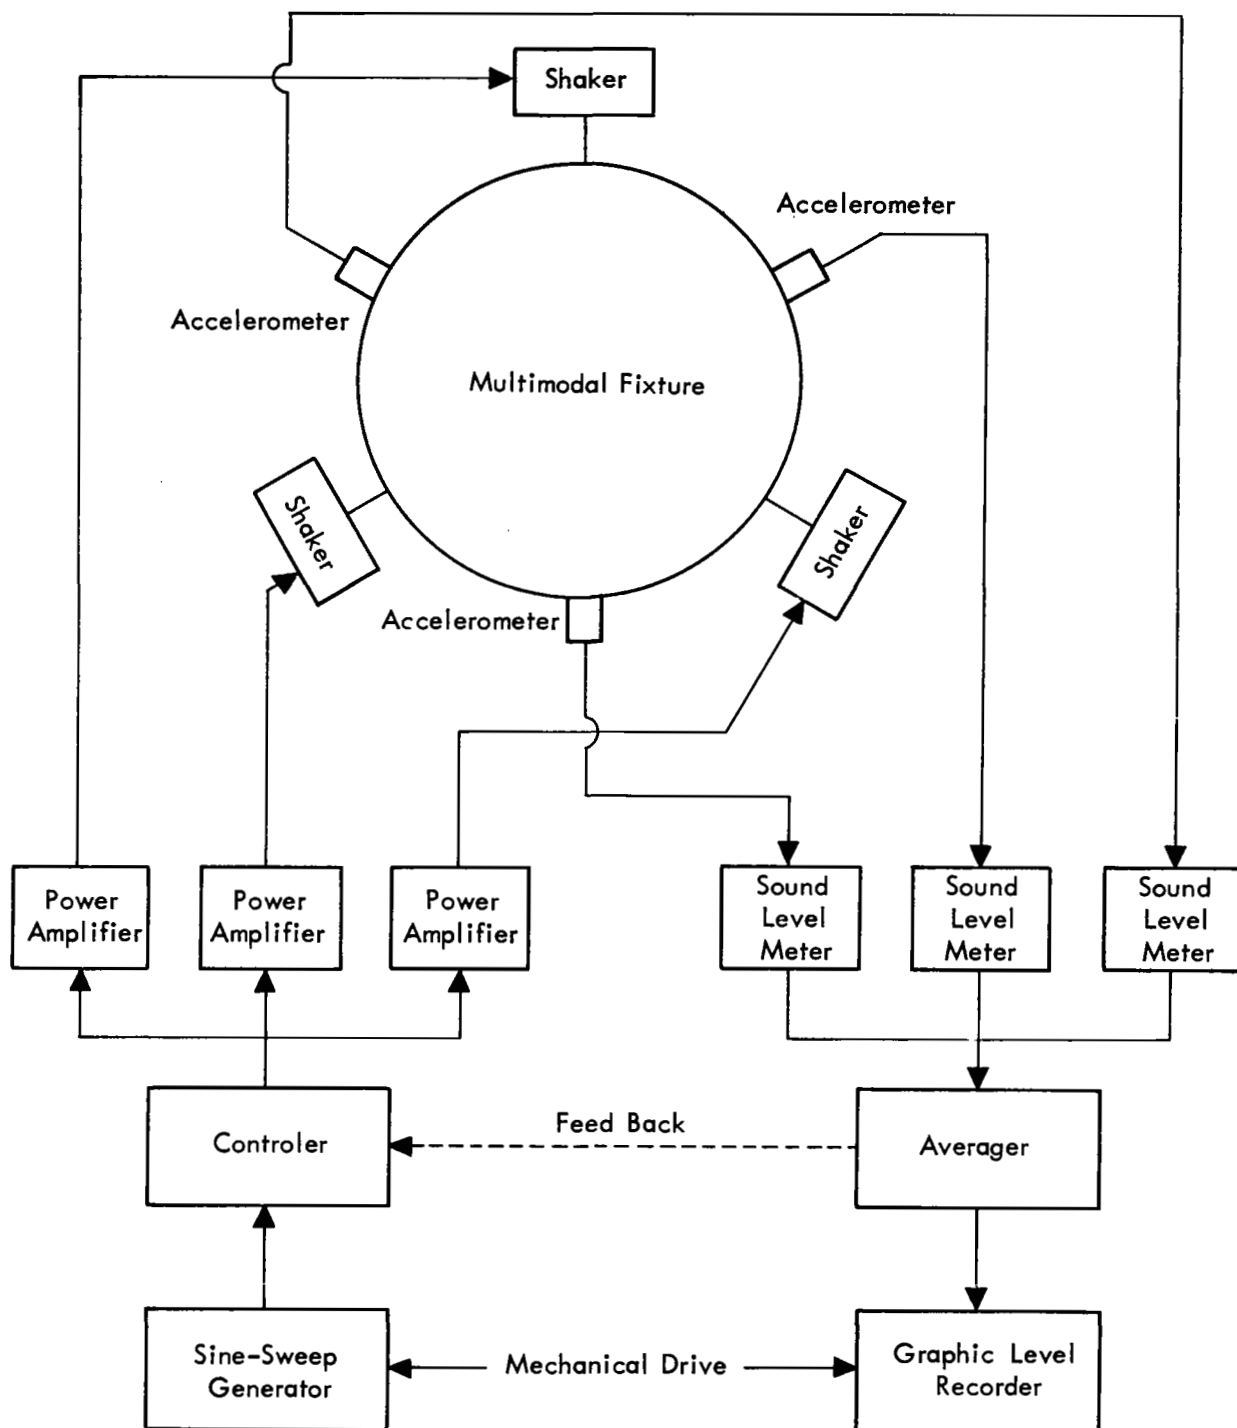 Shaker
Accelerometer
Accelerometer
Multimodal Fixture
Shaker
Shaker
Accelerometer
Power
Amplifier
Power
Amplifier
Power
Amplifier
Sound
Level
Meter
Sound
Level
Meter
Sound
Level
Meter
Feed Back
Controler
Averager
Sine-Sweep
Generator
Mechanical Drive
Graphic Level
Recorder